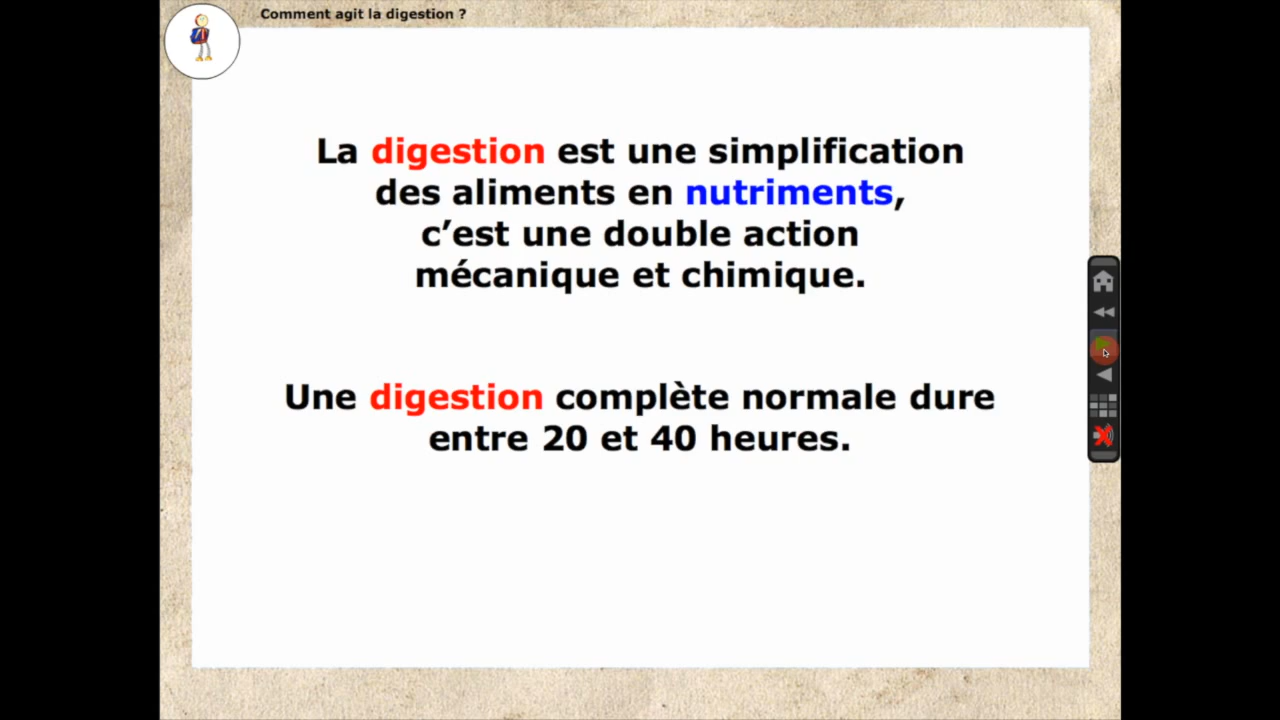 Comment agit la digestion ?
La digestion est une simplification
des aliments en nutriments,
c’est une double action
mécanique et chimique.
Une digestion complète normale dure
entre 20 et 40 heures.